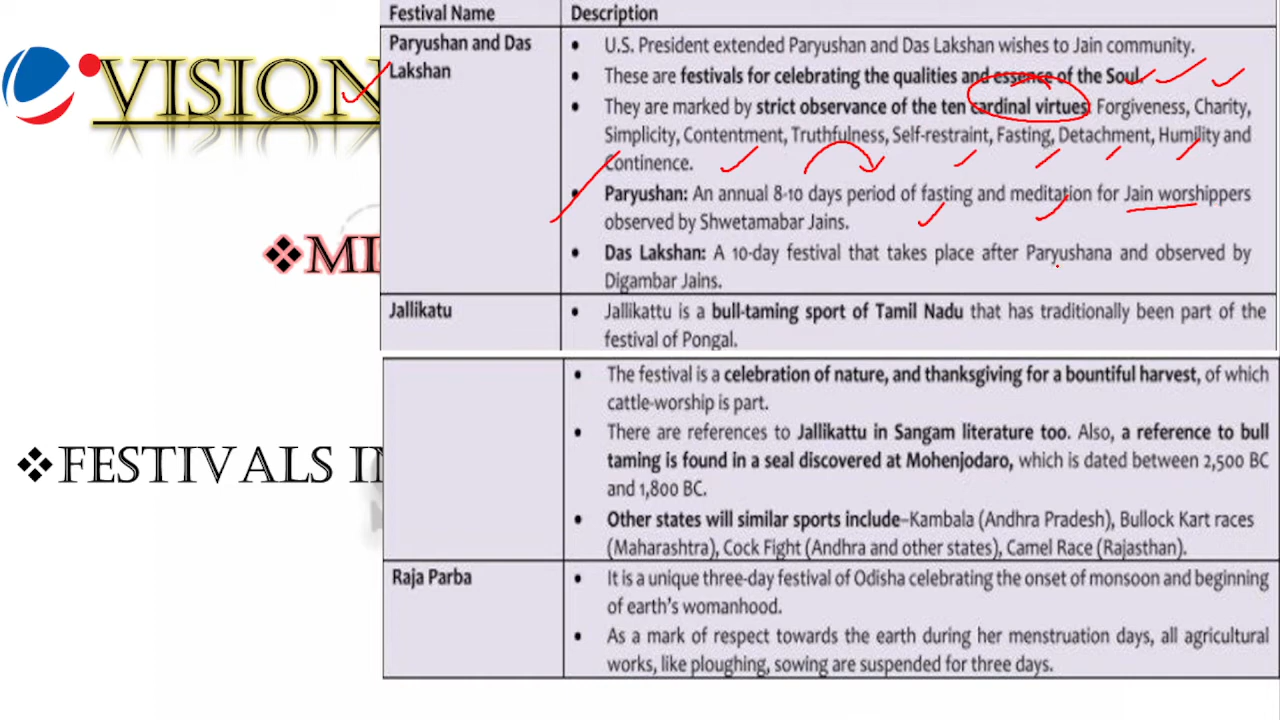 VISION
MI
FESTIVALS IN
Festival Name
Description
Paryushan and Das
Lakshan
• U.S. President extended Paryushan and Das Lakshan wishes to Jain community.
• These are festivals for celebrating the qualities and essence of the Soul.
• They are marked by strict observance of the ten cardinal virtues: Forgiveness, Charity,
Simplicity, Contentment, Truthfulness, Self-restraint, Fasting, Detachment, Humility and
Continence.
• Paryushan: An annual 8-10 days period of fasting and meditation for Jain worshippers
observed by Shwetamabar Jains.
• Das Lakshan: A 10-day festival that takes place after Paryushana and observed by
Digambar Jains.
Jallikatu
• Jallikattu is a bull-taming sport of Tamil Nadu that has traditionally been part of the
festival of Pongal.
• The festival is a celebration of nature, and thanksgiving for a bountiful harvest, of which
cattle-worship is part.
• There are references to Jallikattu in Sangam literature too. Also, a reference to bull
taming is found in a seal discovered at Mohenjodaro, which is dated between 2,500 BC
and 1,800 BC.
• Other states will similar sports include–Kambala (Andhra Pradesh), Bullock Kart races
(Maharashtra), Cock Fight (Andhra and other states), Camel Race (Rajasthan).
Raja Parba
• It is a unique three-day festival of Odisha celebrating the onset of monsoon and beginning
of earth's womanhood.
• As a mark of respect towards the earth during her menstruation days, all agricultural
works, like ploughing, sowing are suspended for three days.